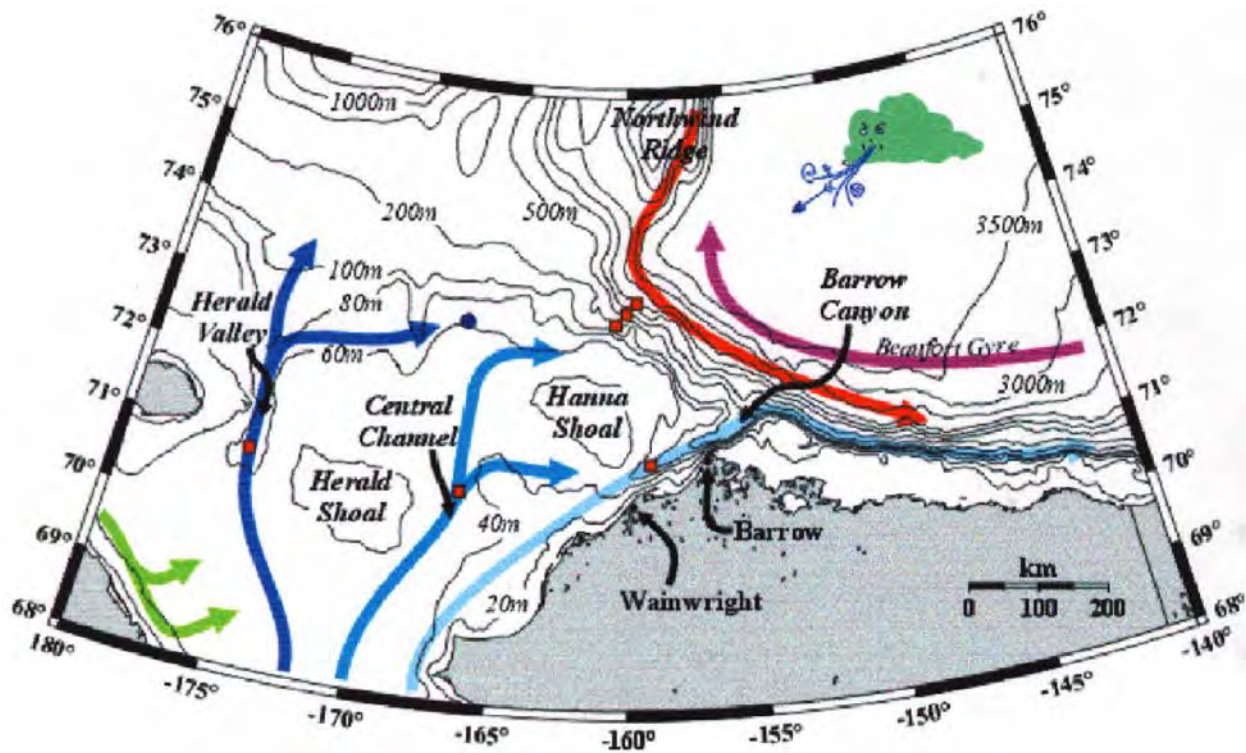 76°
76°
75°
75°
1000m
Northwind
Ridge
74°
74°
200m
500m
3500m
73°
73°
100m
Herald
Valley
80m
Barrow
Canyon
72°
72°
60m
Beaufort Gyre
3000m
71°
71°
Central
Channel
Hanna
Shoal
70°
70°
Herald
Shoal
40m
Barrow
69°
69°
20m
Wainwright
km
0 100 200
68°
68°
180°
-140°
-175°
-145°
-170°
-150°
-165°
-155°
-160°